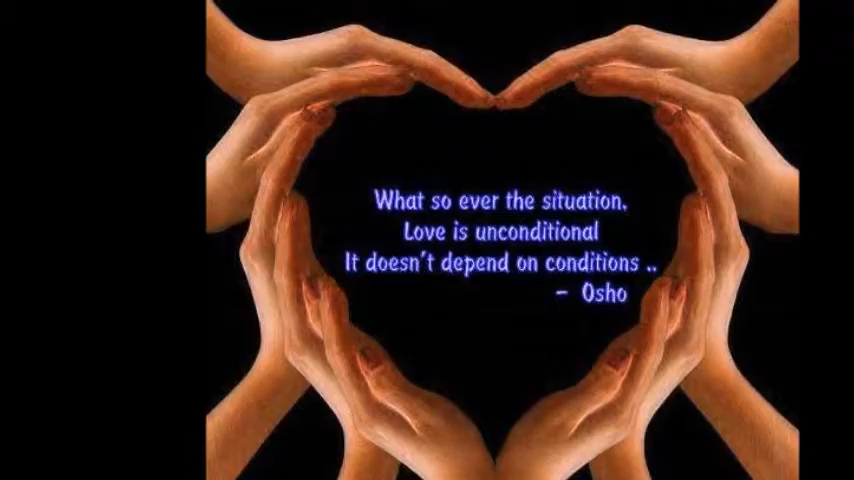 What so ever the situation,
Love is unconditional
It doesn't depend on conditions ..
- Osho